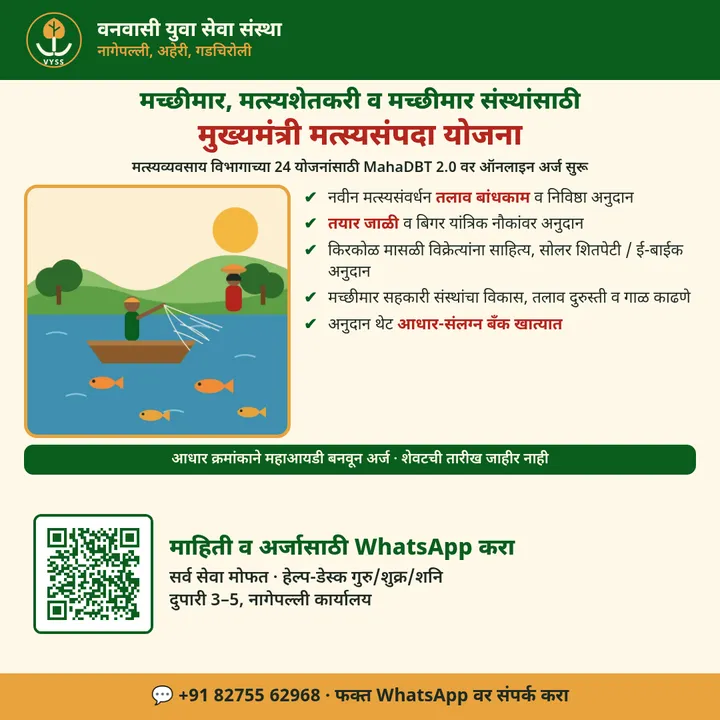 VYSS
वनवासी युवा सेवा संस्था
नागेपल्ली, अहेरी, गडचिरोली
मच्छीमार, मत्स्यशेतकरी व मच्छीमार संस्थांसाठी
मुख्यमंत्री मत्स्यसंपदा योजना
मत्स्यव्यवसाय विभागाच्या 24 योजनांसाठी MahaDBT 2.0 वर ऑनलाइन अर्ज सुरू
✔ नवीन मत्स्यसंवर्धन तलाव बांधकाम व निविष्ठा अनुदान
✔ तयार जाळी व बिगर यांत्रिक नौकांवर अनुदान
✔ किरकोळ मासळी विक्रेत्यांना साहित्य, सोलर शितपेटी / ई-बाईक
अनुदान
✔ मच्छीमार सहकारी संस्थांचा विकास, तलाव दुरुस्ती व गाळ काढणे
✔ अनुदान थेट आधार-संलग्न बँक खात्यात
आधार क्रमांकाने महाआयडी बनवून अर्ज · शेवटची तारीख जाहीर नाही
माहिती व अर्जासाठी WhatsApp करा
सर्व सेवा मोफत · हेल्प-डेस्क गुरु/शुक्र/शनि
दुपारी 3–5, नागेपल्ली कार्यालय
💬 +91 82755 62968 · फक्त WhatsApp वर संपर्क करा